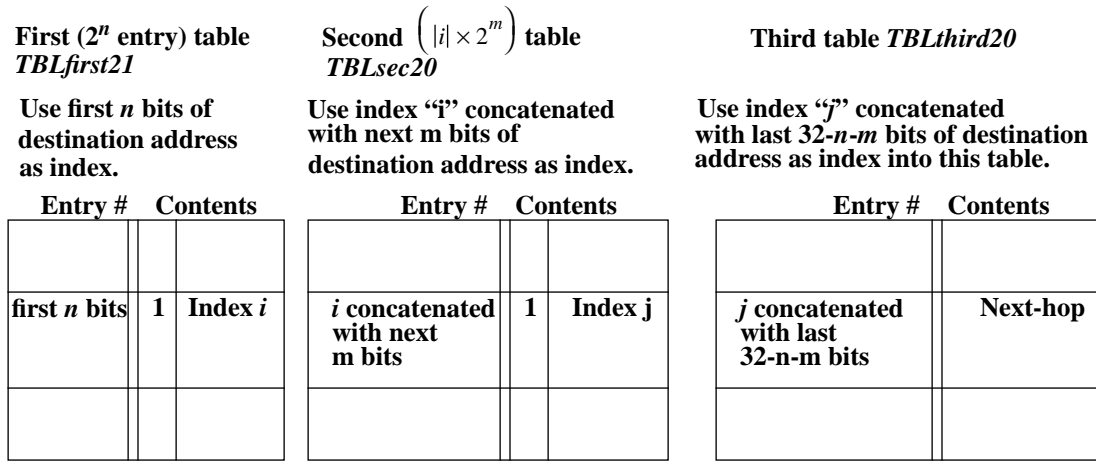 First (2ⁿ entry) table
TBLfirst21
Use first n bits of
destination address
as index.
Entry # Contents
first n bits 1 Index i
Second (|i| × 2ᵐ) table
TBLsec20
Use index “i” concatenated
with next m bits of
destination address as index.
Entry # Contents
i concatenated 1 Index j
with next
m bits
Third table TBLthird20
Use index “j” concatenated
with last 32-n-m bits of destination
address as index into this table.
Entry # Contents
j concatenated Next-hop
with last
32-n-m bits